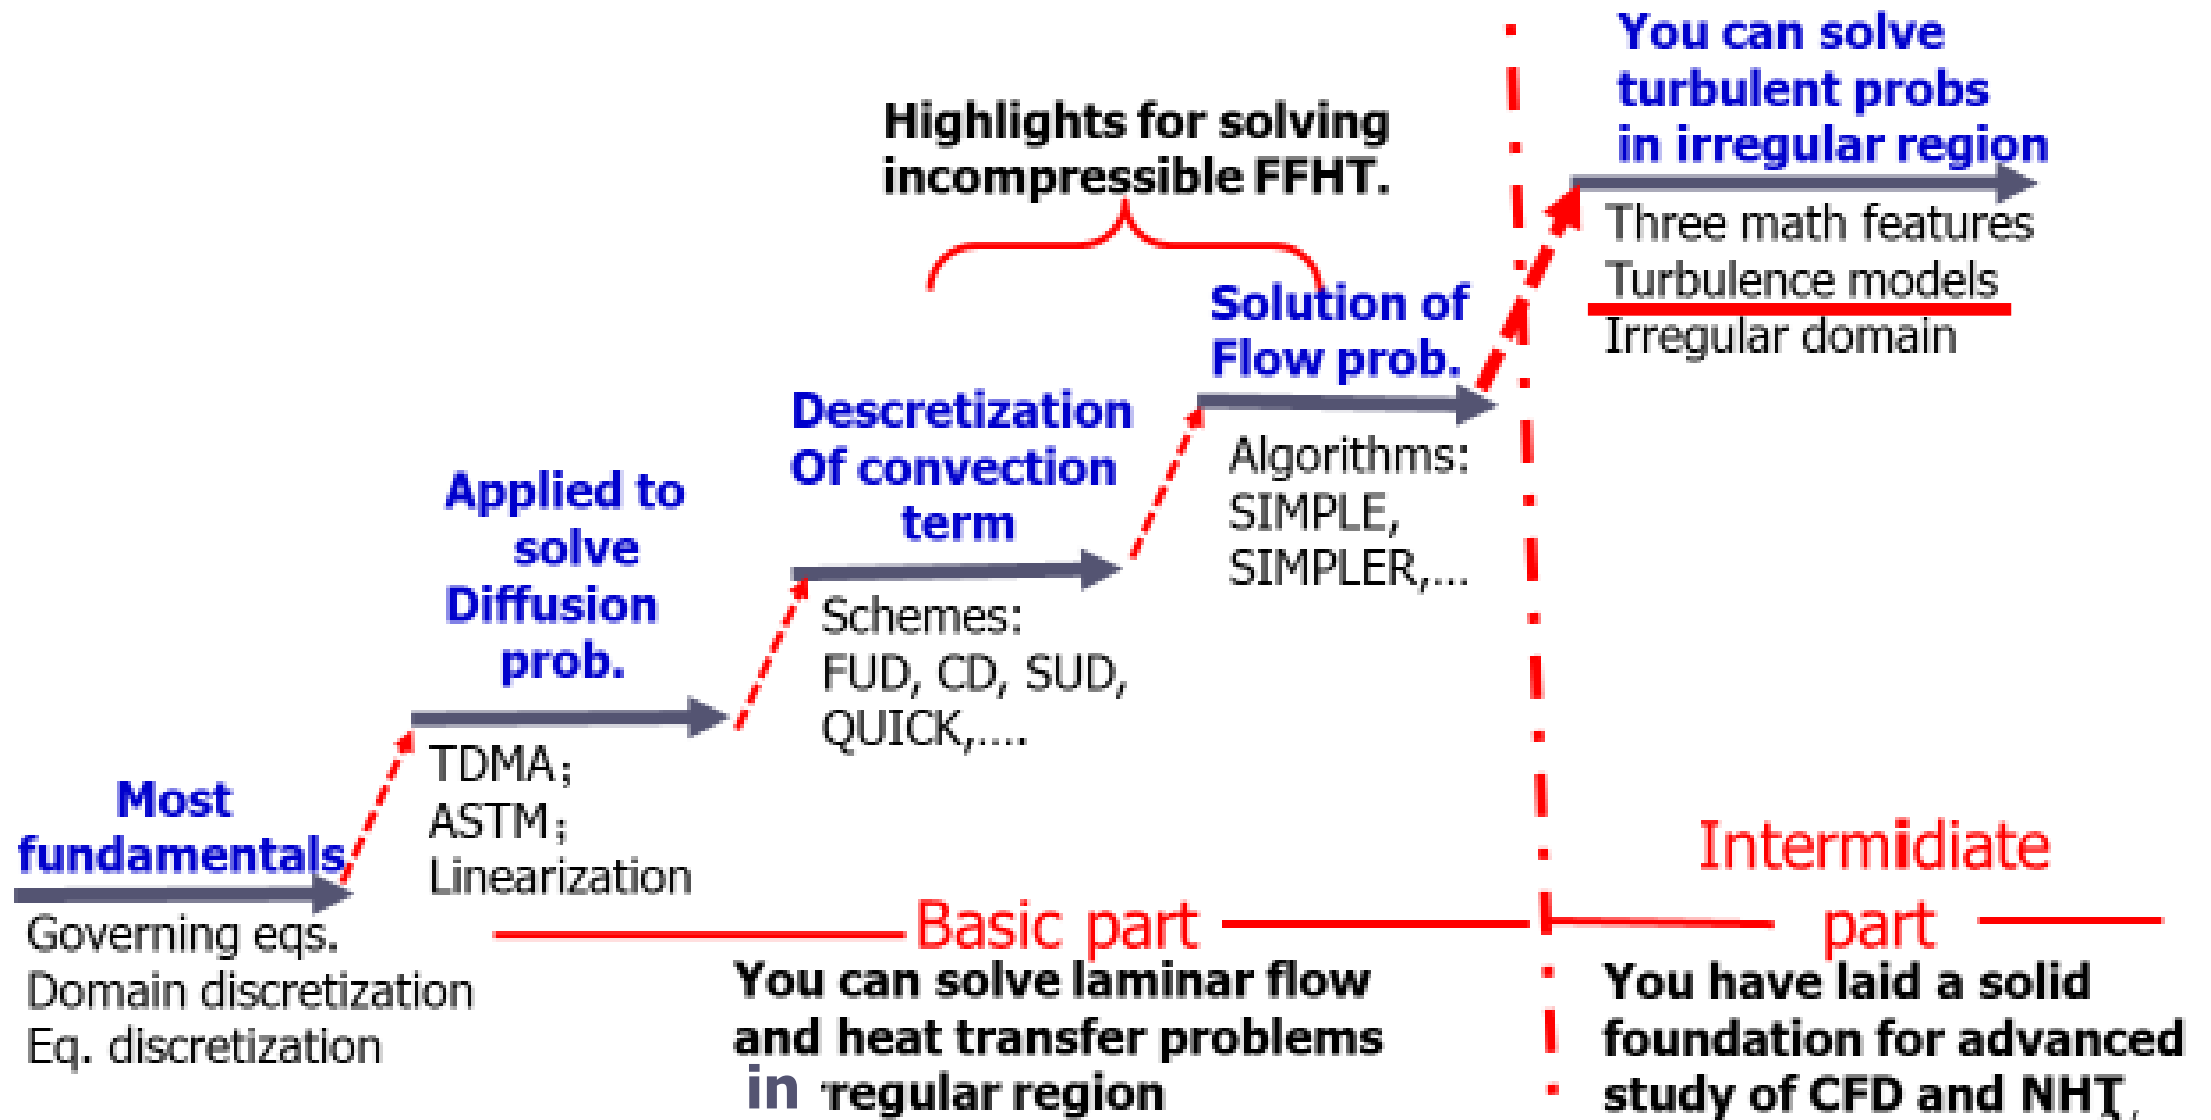 Most
fundamentals
Governing eqs.
Domain discretization
Eq. discretization
Applied to
solve
Diffusion
prob.
TDMA;
ASTM;
Linearization
Descretization
Of convection
term
Schemes:
FUD, CD, SUD,
QUICK,....
Highlights for solving
incompressible FFHT.
Solution of
Flow prob.
Algorithms:
SIMPLE,
SIMPLER,...
You can solve
turbulent probs
in irregular region
Three math features
Turbulence models
Irregular domain
Basic part
You can solve laminar flow
and heat transfer problems
in regular region
Intermidiate
part
You have laid a solid
foundation for advanced
study of CFD and NHT,